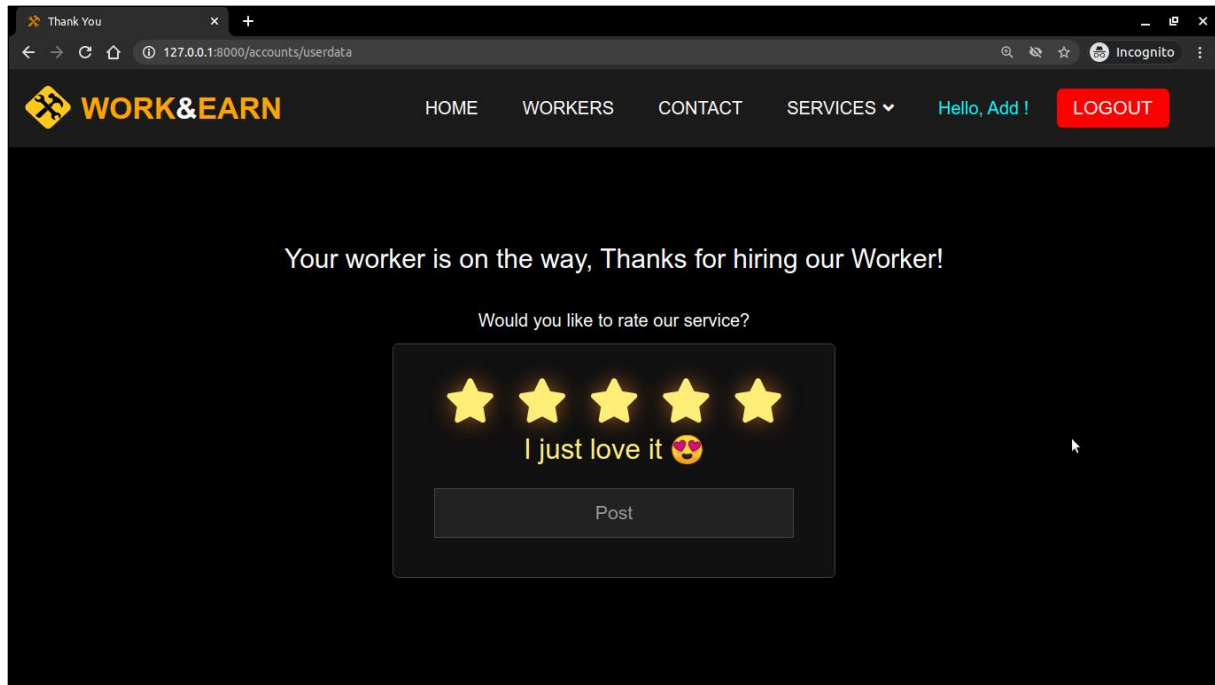 Thank You
127.0.0.1:8000/accounts/userdata
Incognito
WORK&EARN
HOME WORKERS CONTACT SERVICES Hello, Add ! LOGOUT
Your worker is on the way, Thanks for hiring our Worker!
Would you like to rate our service?
I just love it 😍
Post